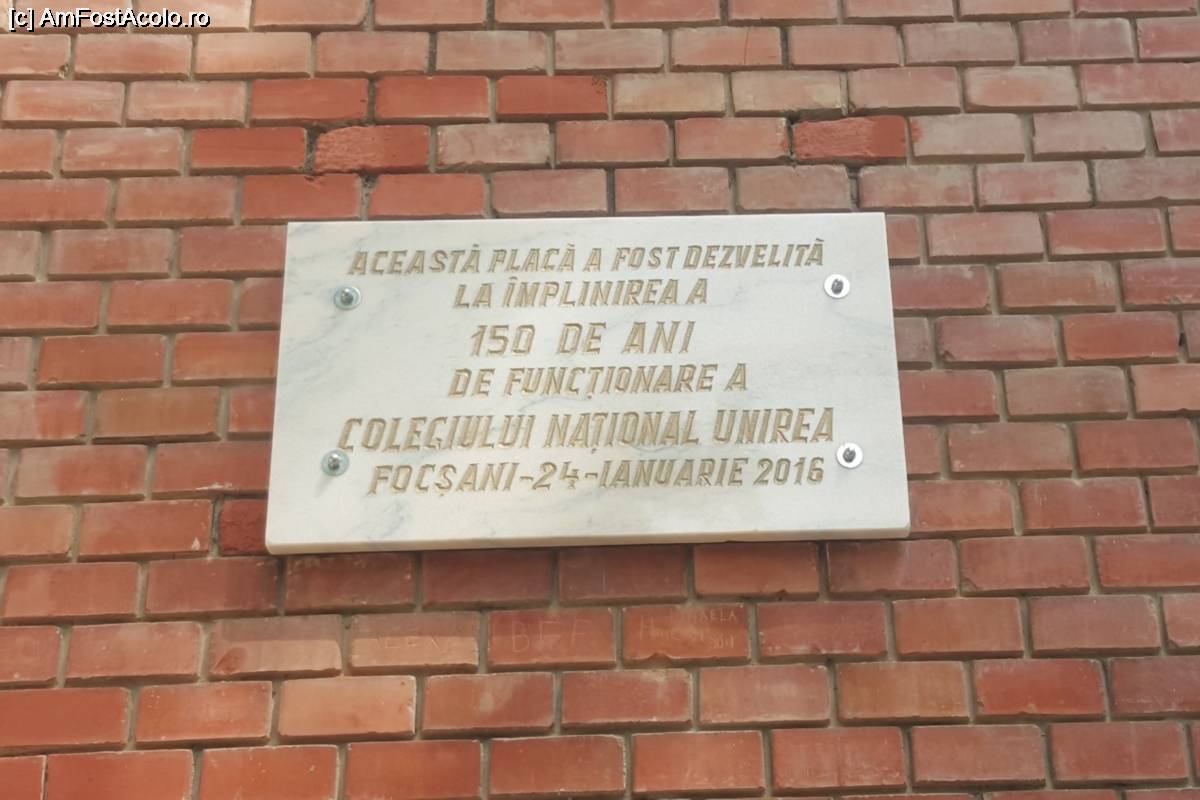 [c] AmFostAcolo.ro
ACEASTĂ PLACĂ A FOST DEZVELITĂ
LA ÎMPLINIREA A
150 DE ANI
DE FUNCȚIONARE A
COLEGIULUI NAȚIONAL UNIREA
FOCȘANI-24-IANUARIE 2016